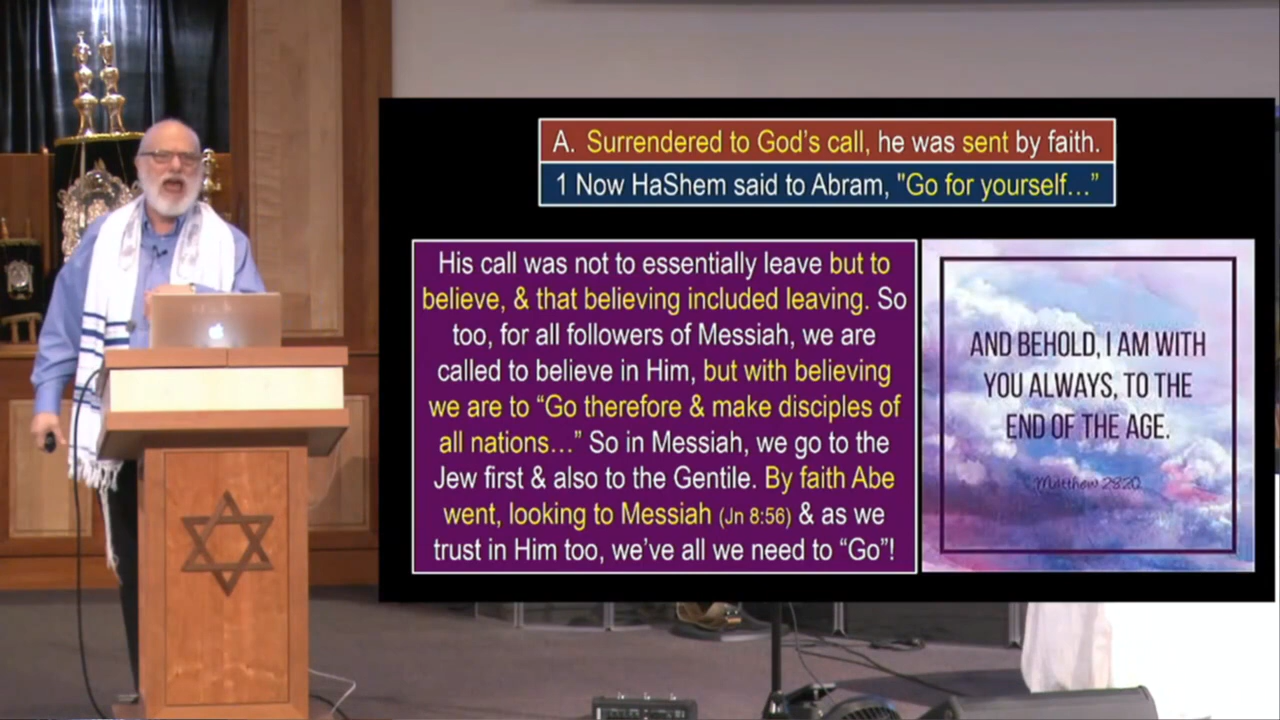 A. Surrendered to God's call, he was sent by faith.
1 Now HaShem said to Abram, "Go for yourself…”
His call was not to essentially leave but to
believe, & that believing included leaving. So
too, for all followers of Messiah, we are
called to believe in Him, but with believing
we are to “Go therefore & make disciples of
all nations…” So in Messiah, we go to the
Jew first & also to the Gentile. By faith Abe
went, looking to Messiah (Jn 8:56) & as we
trust in Him too, we’ve all we need to “Go”!
AND BEHOLD, I AM WITH
YOU ALWAYS, TO THE
END OF THE AGE.
Matthew 28:20